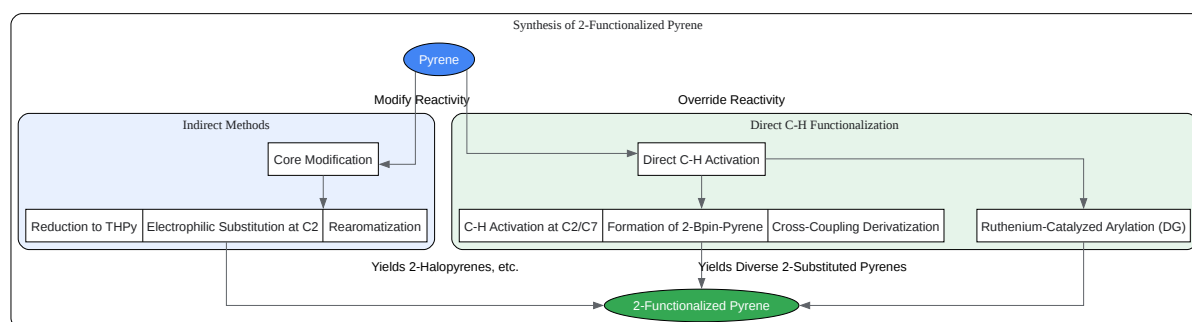 Synthesis of 2-Functionalized Pyrene
Pyrene
Modify Reactivity
Override Reactivity
Indirect Methods
Direct C-H Functionalization
Core Modification
Direct C-H Activation
Reduction to THPy
Electrophilic Substitution at C2
Rearomatization
C-H Activation at C2/C7
Formation of 2-Bpin-Pyrene
Cross-Coupling Derivatization
Ruthenium-Catalyzed Arylation (DG)
Yields 2-Halopyrenes, etc.
Yields Diverse 2-Substituted Pyrenes
2-Functionalized Pyrene